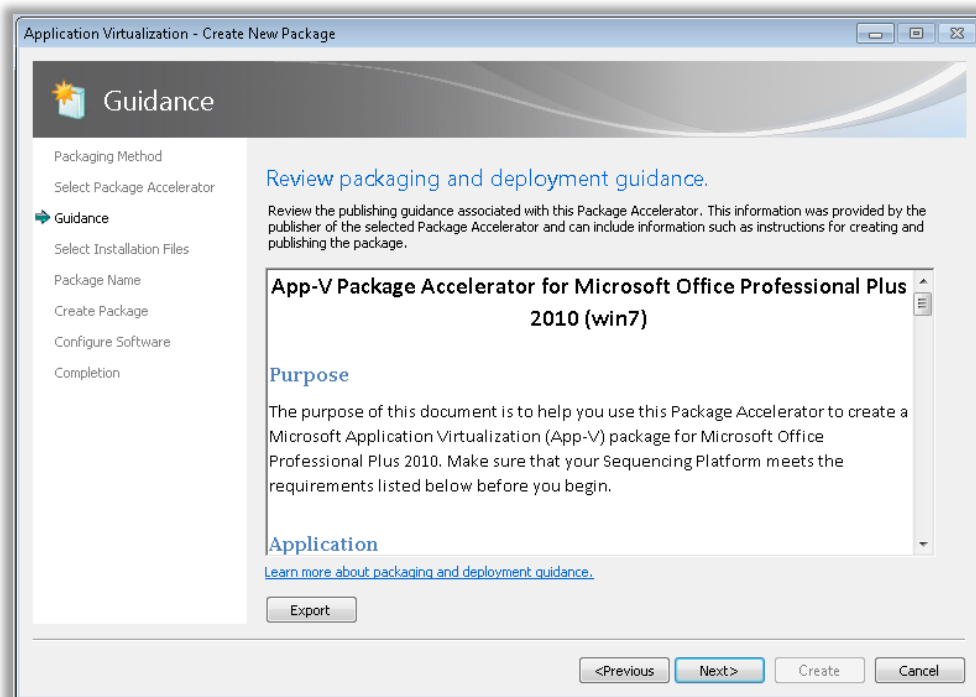 Application Virtualization - Create New Package
Guidance
Packaging Method
Select Package Accelerator
Guidance
Select Installation Files
Package Name
Create Package
Configure Software
Completion
Review packaging and deployment guidance.
Review the publishing guidance associated with this Package Accelerator. This information was provided by the
publisher of the selected Package Accelerator and can include information such as instructions for creating and
publishing the package.
App-V Package Accelerator for Microsoft Office Professional Plus
2010 (win7)
Purpose
The purpose of this document is to help you use this Package Accelerator to create a
Microsoft Application Virtualization (App-V) package for Microsoft Office
Professional Plus 2010. Make sure that your Sequencing Platform meets the
requirements listed below before you begin.
Application
Learn more about packaging and deployment guidance.
Export
<Previous
Next>
Create
Cancel